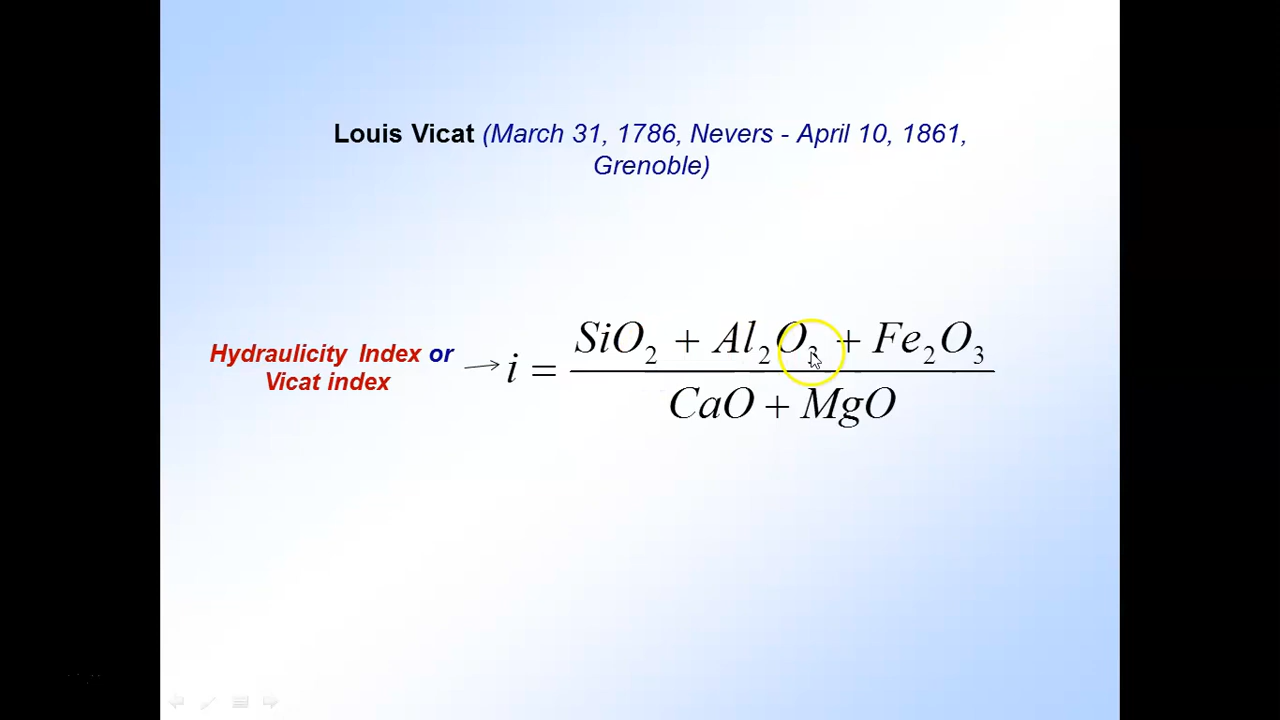 Louis Vicat (March 31, 1786, Nevers - April 10, 1861,
Grenoble)
Hydraulicity Index or
Vicat index
i = (SiO₂ + Al₂O₃ + Fe₂O₃) / (CaO + MgO)